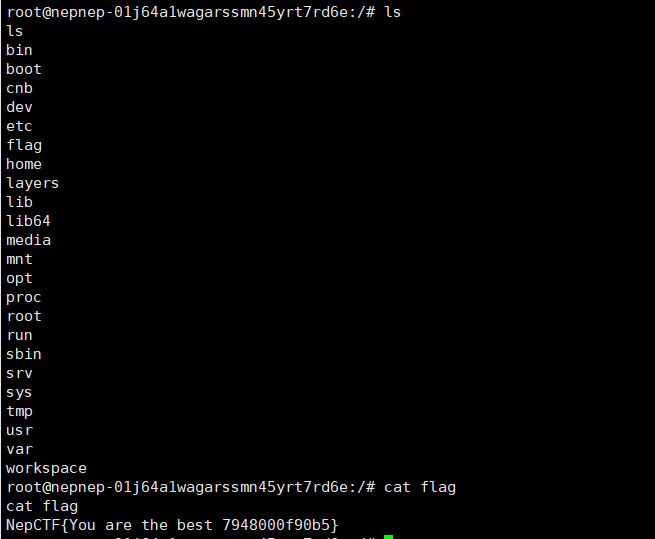 root@nepnep-01j64a1wagarssmn45yrt7rd6e:/# ls
ls
bin
boot
cnb
dev
etc
flag
home
layers
lib
lib64
media
mnt
opt
proc
root
run
sbin
srv
sys
tmp
usr
var
workspace
root@nepnep-01j64a1wagarssmn45yrt7rd6e:/# cat flag
cat flag
NepCTF{You are the best 7948000f90b5}